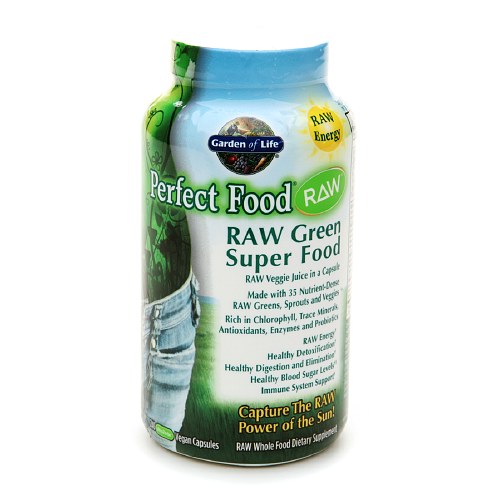 RAW
Energy
Garden of Life
Perfect Food® RAW
RAW Green
Super Food
RAW Veggie Juice in a Capsule
Made with 35 Nutrient-Dense
RAW Greens, Sprouts and Veggies
Rich in Chlorophyll, Trace Minerals,
Antioxidants, Enzymes and Probiotics
RAW Energy
Healthy Detoxification
Healthy Digestion and Elimination
Healthy Blood Sugar Levels
Immune System Support
Capture The RAW
Power of the Sun!
Vegan Capsules
RAW Whole Food Dietary Supplement